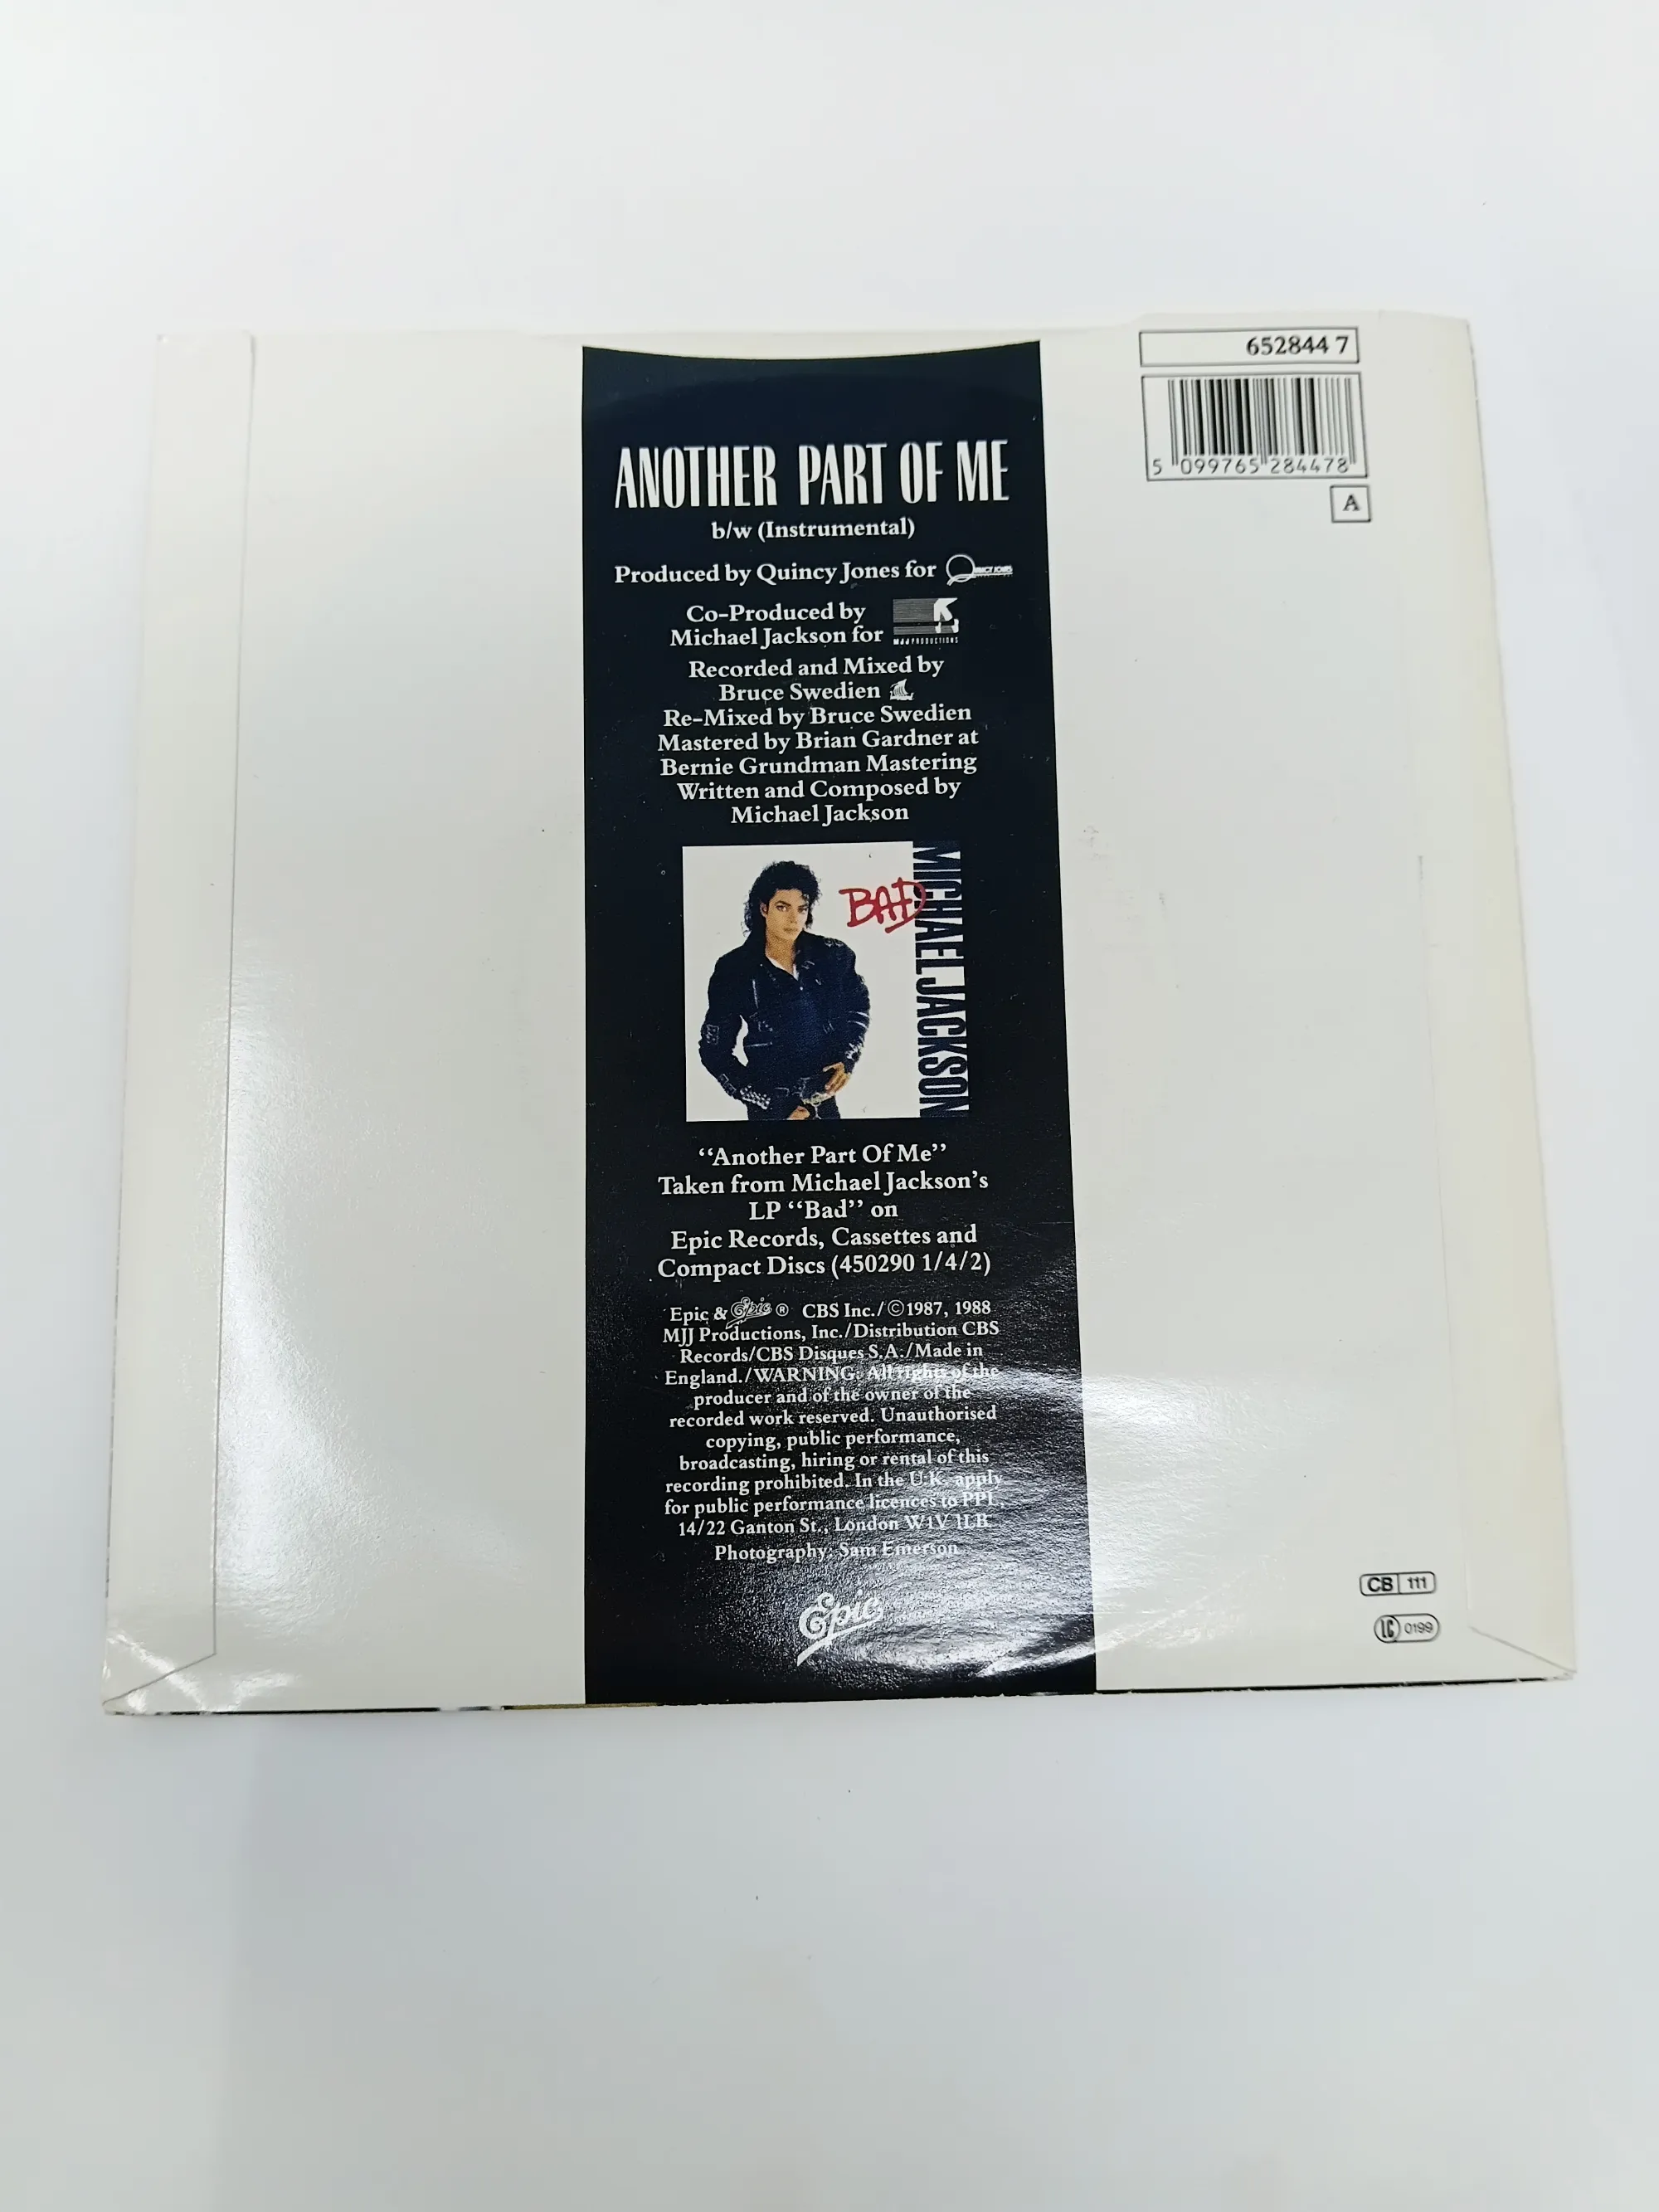 652844 7
5 099765 284478
A
ANOTHER PART OF ME
b/w (Instrumental)
Produced by Quincy Jones for QUINCY JONES
Co-Produced by
Michael Jackson for
MJJ PRODUCTIONS
Recorded and Mixed by
Bruce Swedien
Re-Mixed by Bruce Swedien
Mastered by Brian Gardner at
Bernie Grundman Mastering
Written and Composed by
Michael Jackson
BAD
MICHAEL JACKSON
“Another Part Of Me”
Taken from Michael Jackson’s
LP “Bad” on
Epic Records, Cassettes and
Compact Discs (450290 1/4/2)
Epic & Epic ® CBS Inc./©1987, 1988
MJJ Productions, Inc./Distribution CBS
Records/CBS Disques S.A./Made in
England./WARNING: All rights of the
producer and of the owner of the
recorded work reserved. Unauthorised
copying, public performance,
broadcasting, hiring or rental of this
recording prohibited. In the U.K. apply
for public performance licences to PPL
14/22 Ganton St., London W1V 1LB.
Photography: Sam Emerson
Epic
CB 111
LC 0199